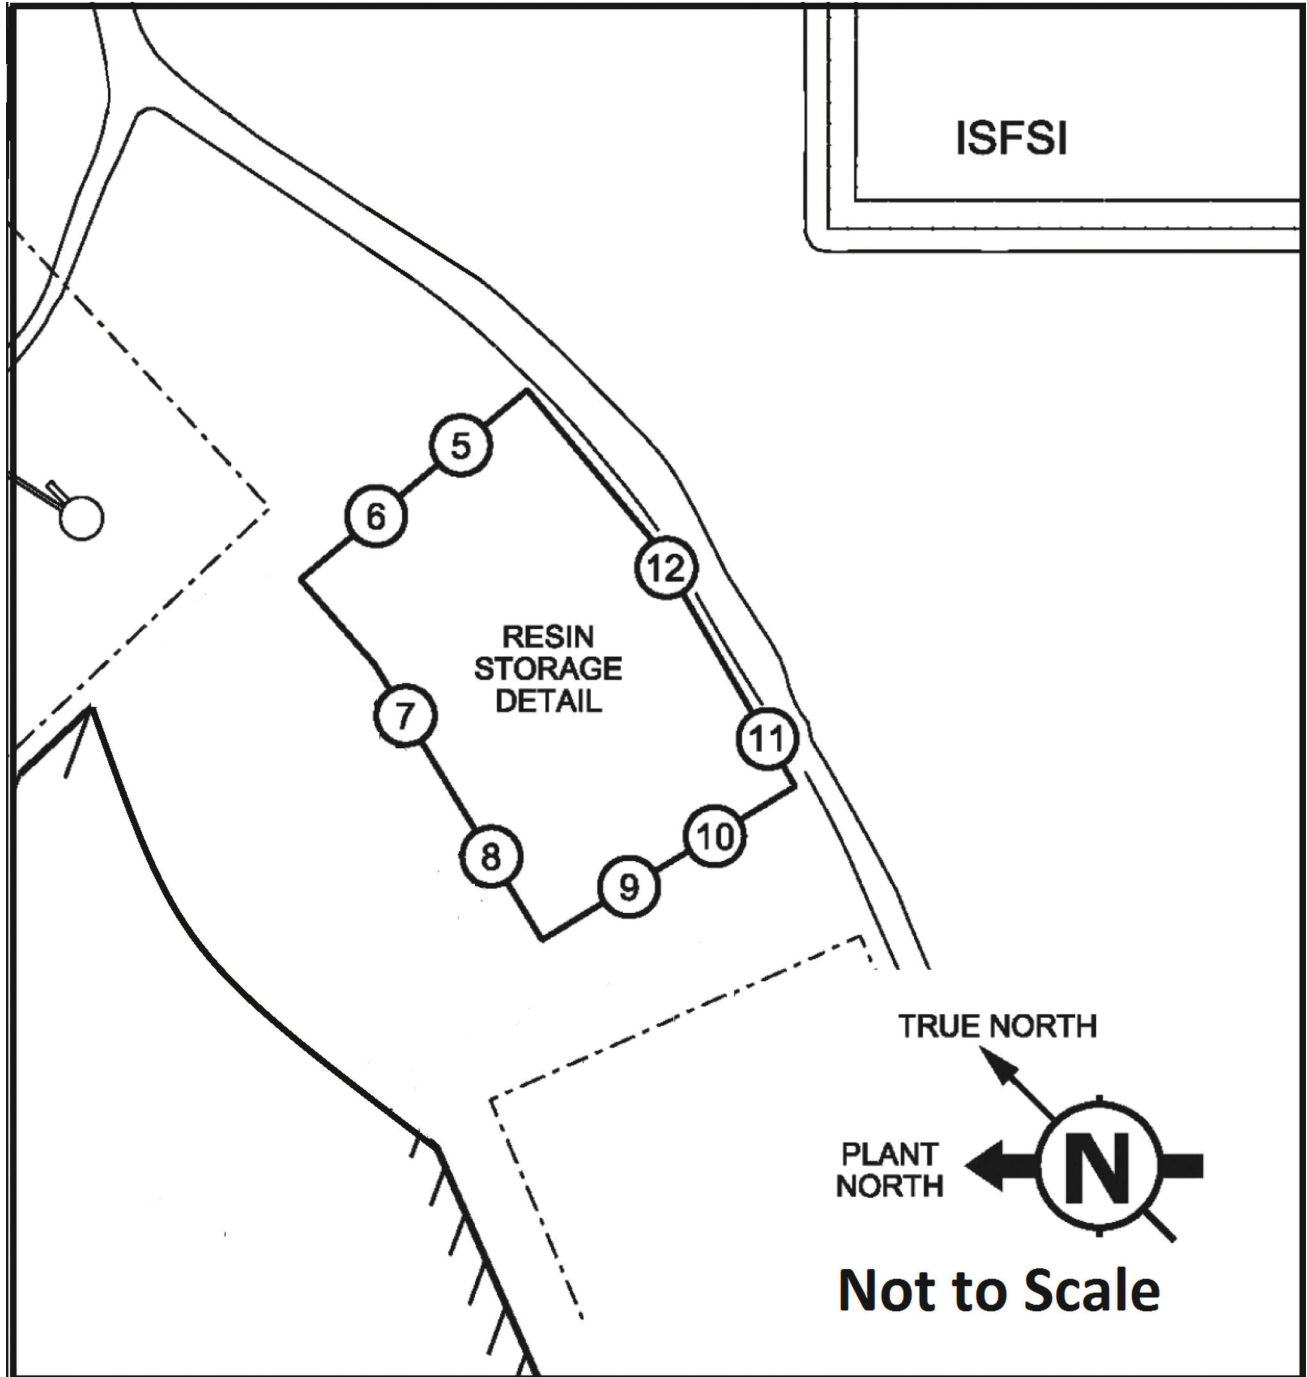 ISFSI
5
6
12
RESIN
STORAGE
DETAIL
7
11
10
8
9
TRUE NORTH
PLANT
NORTH
N
Not to Scale